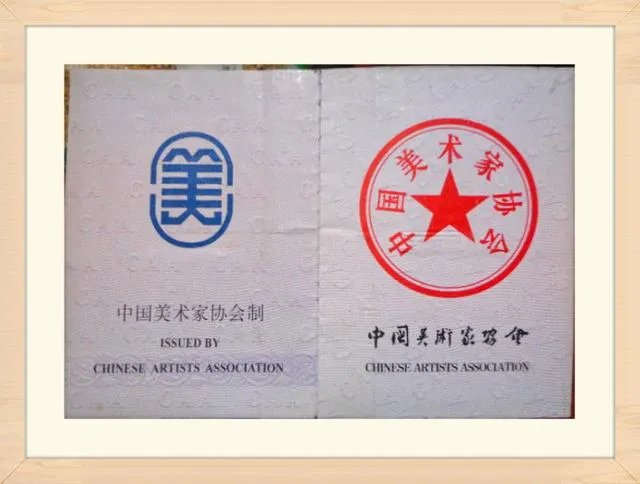 美
中国美术家协会制
ISSUED BY
CHINESE ARTISTS ASSOCIATION
中国美术家协会
中国美術家协会
CHINESE ARTISTS ASSOCIATION